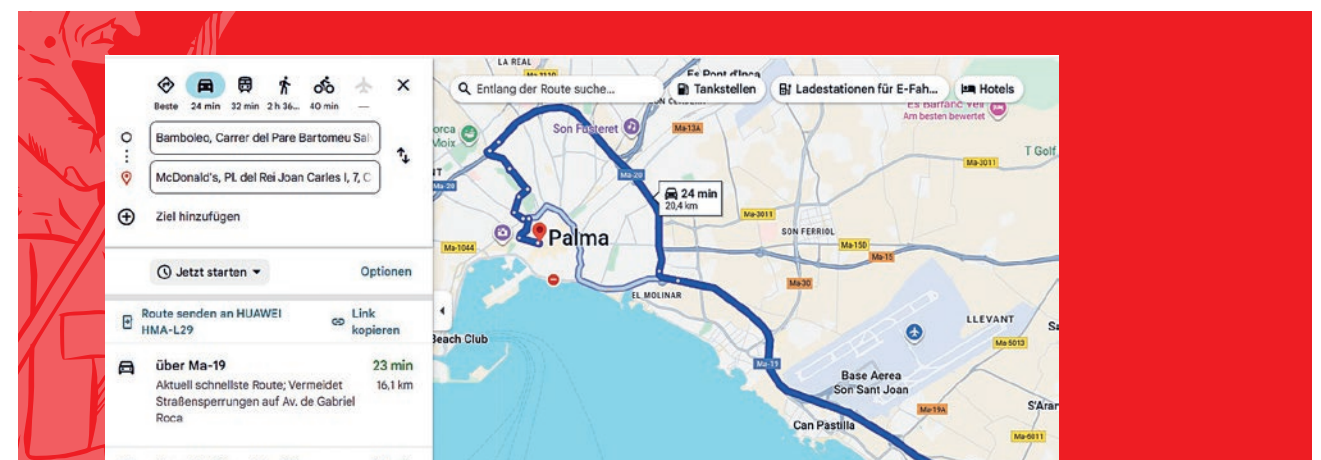 Beste 24 min 32 min 2 h 36... 40 min —
Bamboleo, Carrer del Pare Bartomeu Sal
McDonald's, Pl. del Rei Joan Carles I, 7, C
Ziel hinzufügen
Jetzt starten
Optionen
Route senden an HUAWEI
HMA-L29
Link
kopieren
über Ma-19
23 min
Aktuell schnellste Route; Vermeidet
16,1 km
Straßensperrungen auf Av. de Gabriel
Roca
LA REAL
Entlang der Route suche...
Tankstellen
Ladestationen für E-Fah...
Hotels
Es Pont d'Inca
Es Barranc Vell
Am besten bewertet
Son Fusteret
Ma-13A
T Golf
Ma-3011
Ma-20
Ma-20
24 min
20,4 km
Ma-3011
SON FERRIOL
Palma
Ma-1044
Ma-15D
Ma-15
Ma-30
EL MOLINAR
LLEVANT
Ma-5013
Beach Club
Ma-15
Base Aerea
Son Sant Joan
Ma-19A
S'Aran
Can Pastilla
Ma-6011